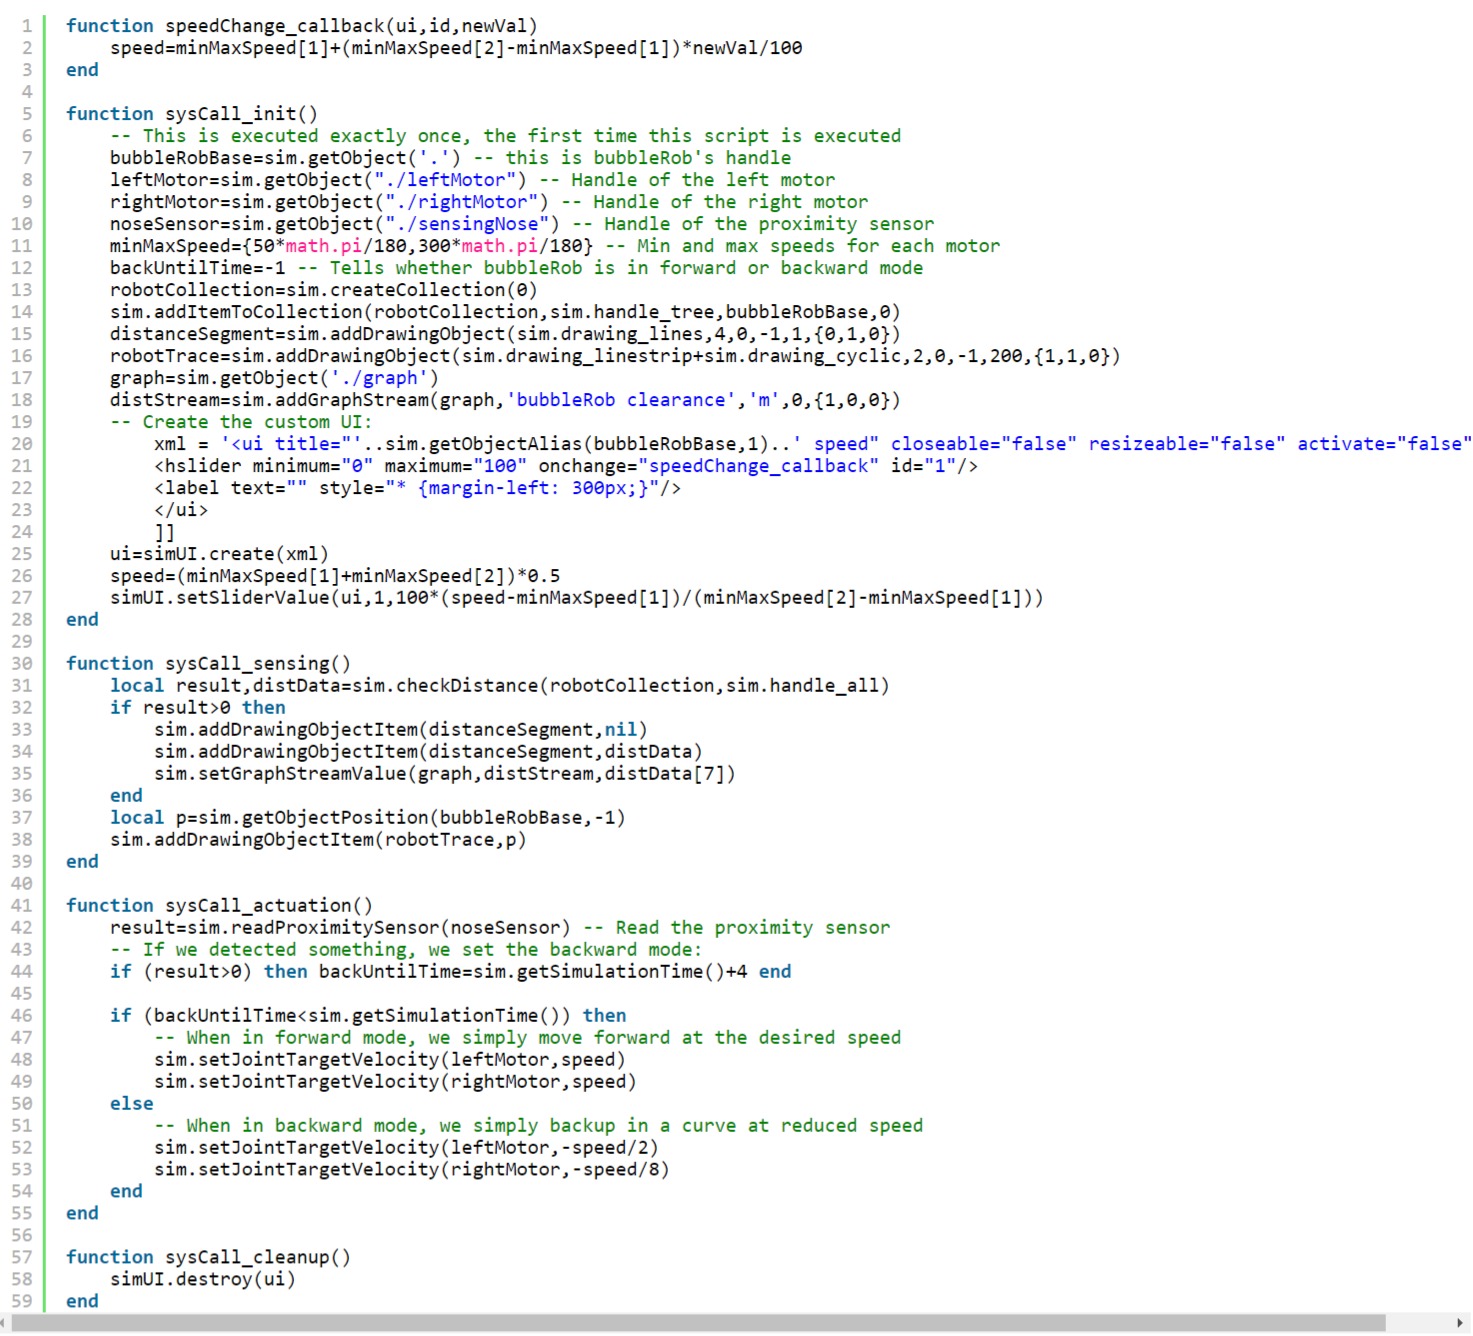 1 function speedChange_callback(ui,id,newVal)
2 speed=minMaxSpeed[1]+(minMaxSpeed[2]-minMaxSpeed[1])*newVal/100
3 end
4
5 function sysCall_init()
6 -- This is executed exactly once, the first time this script is executed
7 bubbleRobBase=sim.getObject('.') -- this is bubbleRob's handle
8 leftMotor=sim.getObject("./leftMotor") -- Handle of the left motor
9 rightMotor=sim.getObject("./rightMotor") -- Handle of the right motor
10 noseSensor=sim.getObject("./sensingNose") -- Handle of the proximity sensor
11 minMaxSpeed={50*math.pi/180,300*math.pi/180} -- Min and max speeds for each motor
12 backUntilTime=-1 -- Tells whether bubbleRob is in forward or backward mode
13 robotCollection=sim.createCollection(0)
14 sim.addItemToCollection(robotCollection,sim.handle_tree,bubbleRobBase,0)
15 distanceSegment=sim.addDrawingObject(sim.drawing_lines,4,0,-1,1,{0,1,0})
16 robotTrace=sim.addDrawingObject(sim.drawing_linestrip+sim.drawing_cyclic,2,0,-1,200,{1,1,0})
17 graph=sim.getObject('./graph')
18 distStream=sim.addGraphStream(graph,'bubbleRob clearance','m',0,{1,0,0})
19 -- Create the custom UI:
20 xml = '<ui title="'..sim.getObjectAlias(bubbleRobBase,1)..' speed" closeable="false" resizeable="false" activate="false"
21 <hslider minimum="0" maximum="100" onchange="speedChange_callback" id="1"/>
22 <label text="" style="* {margin-left: 300px;}"/>
23 </ui>
24 ]]
25 ui=simUI.create(xml)
26 speed=(minMaxSpeed[1]+minMaxSpeed[2])*0.5
27 simUI.setSliderValue(ui,1,100*(speed-minMaxSpeed[1])/(minMaxSpeed[2]-minMaxSpeed[1]))
28 end
29
30 function sysCall_sensing()
31 local result,distData=sim.checkDistance(robotCollection,sim.handle_all)
32 if result>0 then
33 sim.addDrawingObjectItem(distanceSegment,nil)
34 sim.addDrawingObjectItem(distanceSegment,distData)
35 sim.setGraphStreamValue(graph,distStream,distData[7])
36 end
37 local p=sim.getObjectPosition(bubbleRobBase,-1)
38 sim.addDrawingObjectItem(robotTrace,p)
39 end
40
41 function sysCall_actuation()
42 result=sim.readProximitySensor(noseSensor) -- Read the proximity sensor
43 -- If we detected something, we set the backward mode:
44 if (result>0) then backUntilTime=sim.getSimulationTime()+4 end
45
46 if (backUntilTime<sim.getSimulationTime()) then
47 -- When in forward mode, we simply move forward at the desired speed
48 sim.setJointTargetVelocity(leftMotor,speed)
49 sim.setJointTargetVelocity(rightMotor,speed)
50 else
51 -- When in backward mode, we simply backup in a curve at reduced speed
52 sim.setJointTargetVelocity(leftMotor,-speed/2)
53 sim.setJointTargetVelocity(rightMotor,-speed/8)
54 end
55 end
56
57 function sysCall_cleanup()
58 simUI.destroy(ui)
59 end